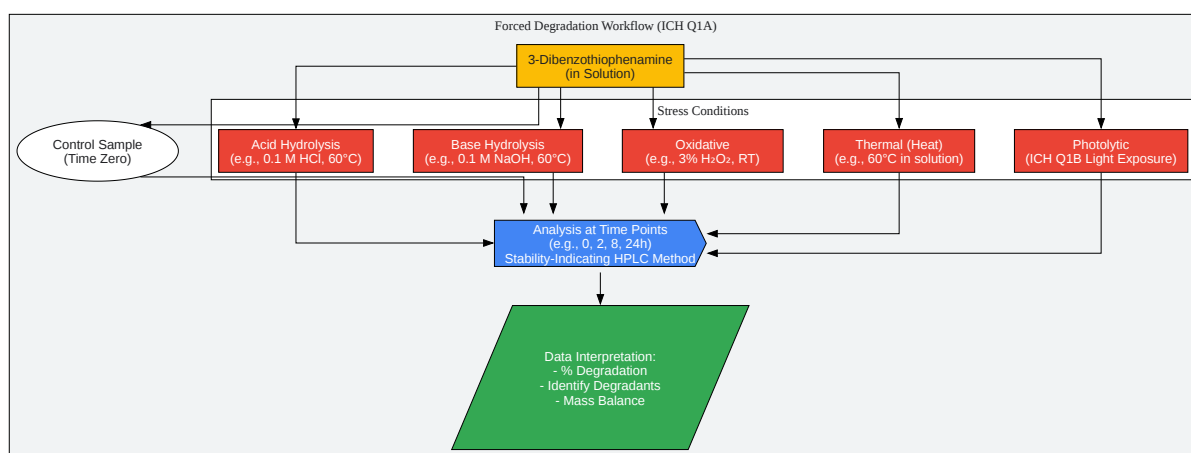 Forced Degradation Workflow (ICH Q1A)
3-Dibenzothiophenamine
(in Solution)
Stress Conditions
Control Sample
(Time Zero)
Acid Hydrolysis
(e.g., 0.1 M HCl, 60°C)
Base Hydrolysis
(e.g., 0.1 M NaOH, 60°C)
Oxidative
(e.g., 3% H₂O₂, RT)
Thermal (Heat)
(e.g., 60°C in solution)
Photolytic
(ICH Q1B Light Exposure)
Analysis at Time Points
(e.g., 0, 2, 8, 24h)
Stability-Indicating HPLC Method
Data Interpretation:
- % Degradation
- Identify Degradants
- Mass Balance